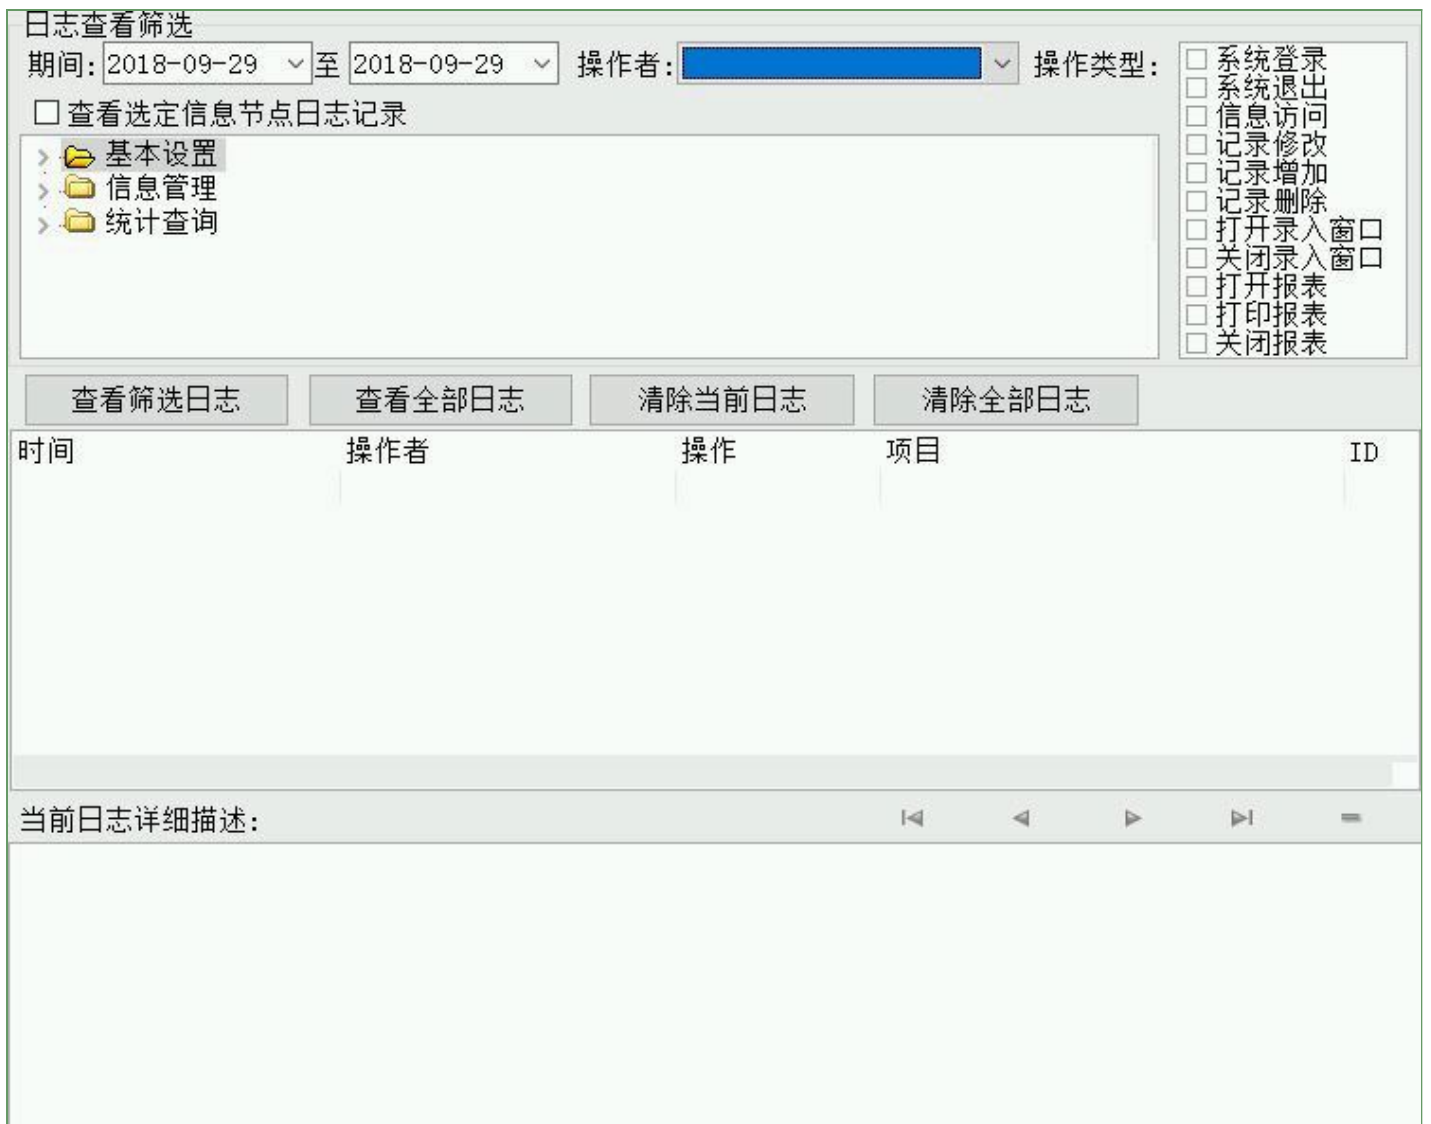 日志查看筛选
期间: 2018-09-29 至 2018-09-29 操作者: 操作类型:
系统登录
系统退出
信息访问
记录修改
记录增加
记录删除
打开录入窗口
关闭录入窗口
打开报表
打印报表
关闭报表
查看选定信息节点日志记录
基本设置
信息管理
统计查询
查看筛选日志 查看全部日志 清除当前日志 清除全部日志
时间 操作者 操作 项目 ID
当前日志详细描述: